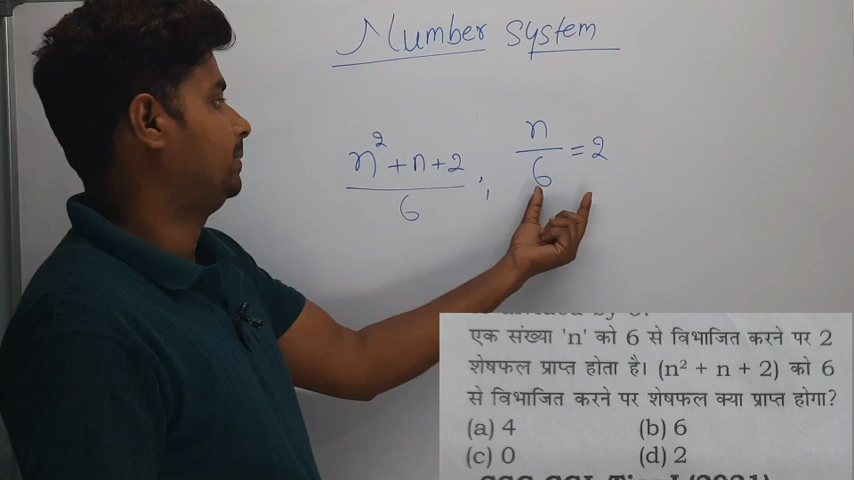 Number System
n² + n + 2 / 6 ; n / 6 = 2
एक संख्या 'n' को 6 से विभाजित करने पर 2
शेषफल प्राप्त होता है। (n² + n + 2) को 6
से विभाजित करने पर शेषफल क्या प्राप्त होगा?
(a) 4 (b) 6
(c) 0 (d) 2